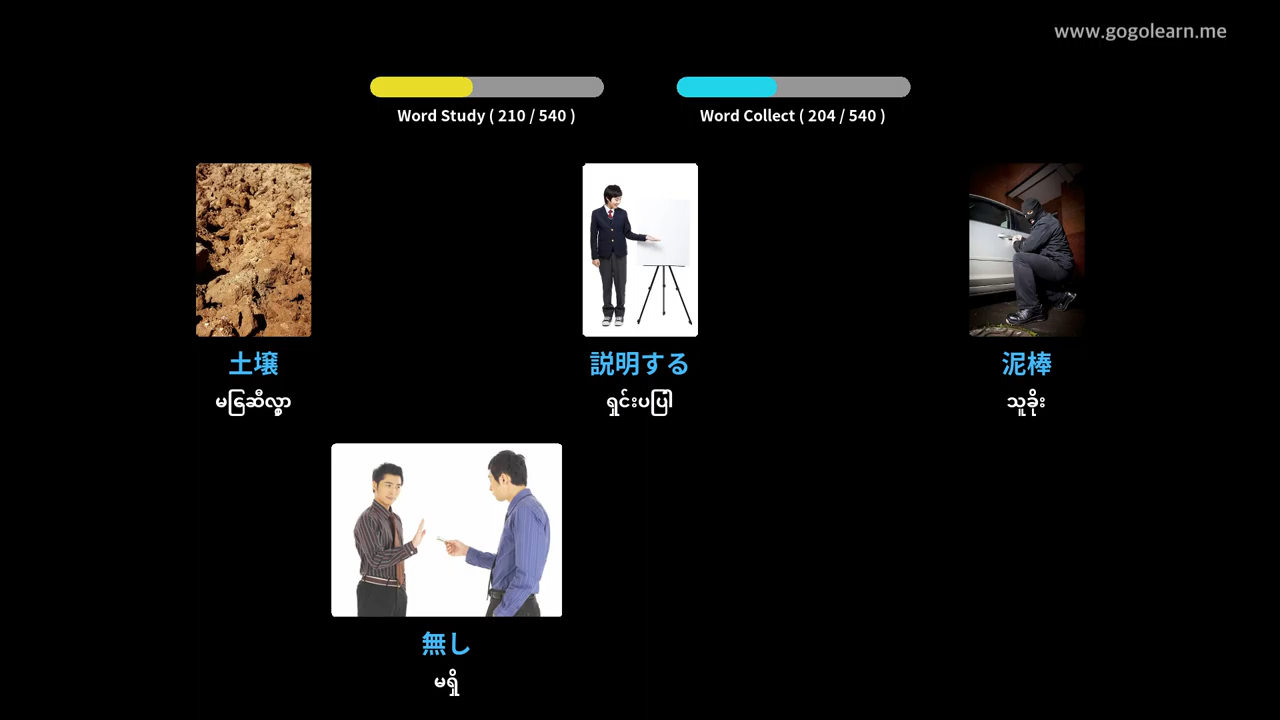 www.gogolearn.me
Word Study ( 210 / 540 )
Word Collect ( 204 / 540 )
土壌
説明する
泥棒
မြေဆီလွှာ
ရှင်းပပြါ
သူခိုး
無し
မရှိ